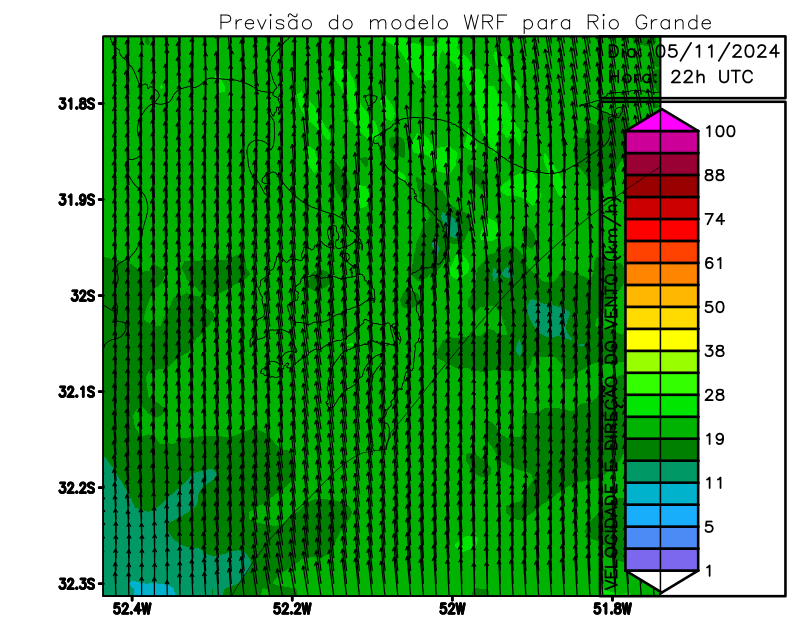 Previsão do modelo WRF para Rio Grande
Dia: 05/11/2024
Hora: 22h UTC
31.8S
31.9S
32S
32.1S
32.2S
32.3S
52.4W
52.2W
52W
51.8W
VELOCIDADE E DIREÇÃO DO VENTO (km/h)
100
88
74
61
50
38
28
19
11
5
1